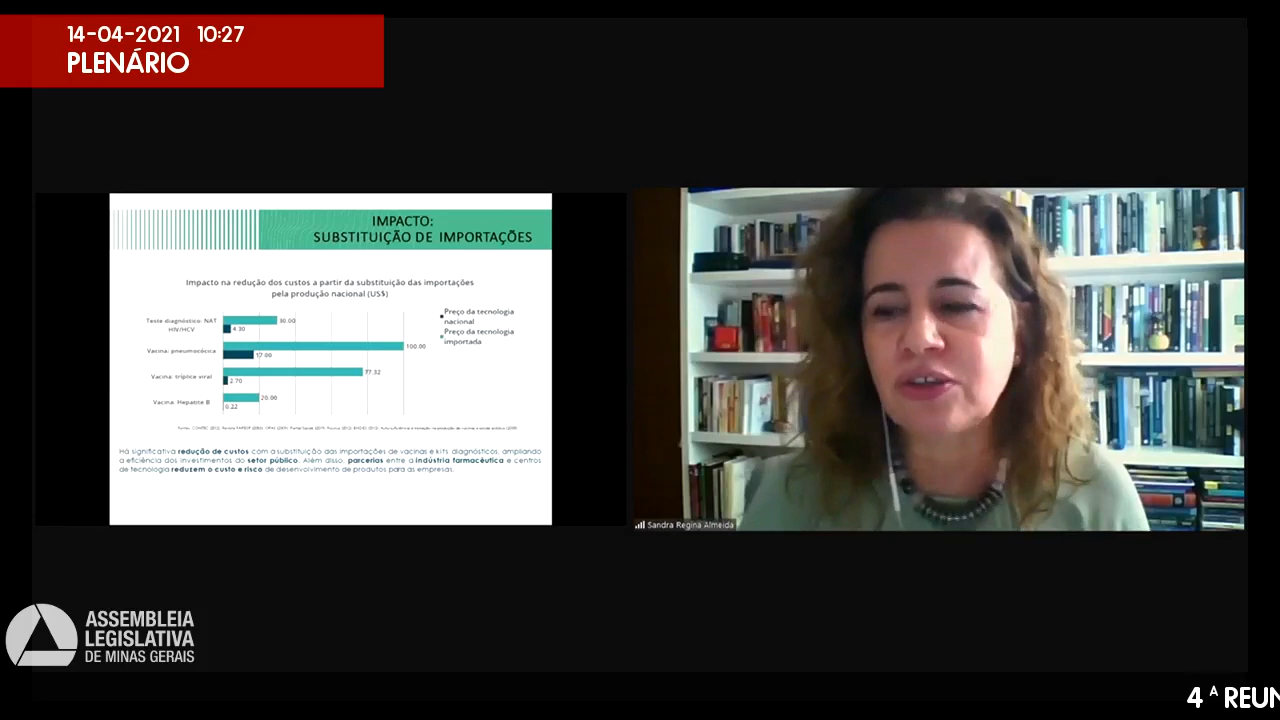 14-04-2021 10:27
PLENÁRIO
IMPACTO:
SUBSTITUIÇÃO DE IMPORTAÇÕES
Impacto na redução dos custos a partir da substituição das importações
pela produção nacional (US$)
Teste diagnóstico: NAT
HIV/HCV
30.00
4.30
Vacina: pneumocócica
100.00
17.00
Vacina: tríplice viral
77.32
2.70
Vacina: Hepatite B
20.00
0.22
Preço da tecnologia
nacional
Preço da tecnologia
importada
Há significativa redução de custos com a substituição das importações de vacinas e kits diagnósticos, ampliando
a eficiência dos investimentos do setor público. Além disso, parcerias entre a indústria farmacêutica e centros
de tecnologia reduzem o custo e risco de desenvolvimento de produtos para as empresas.
Sandra Regina Almeida
ASSEMBLEIA
LEGISLATIVA
DE MINAS GERAIS
4ª REUN